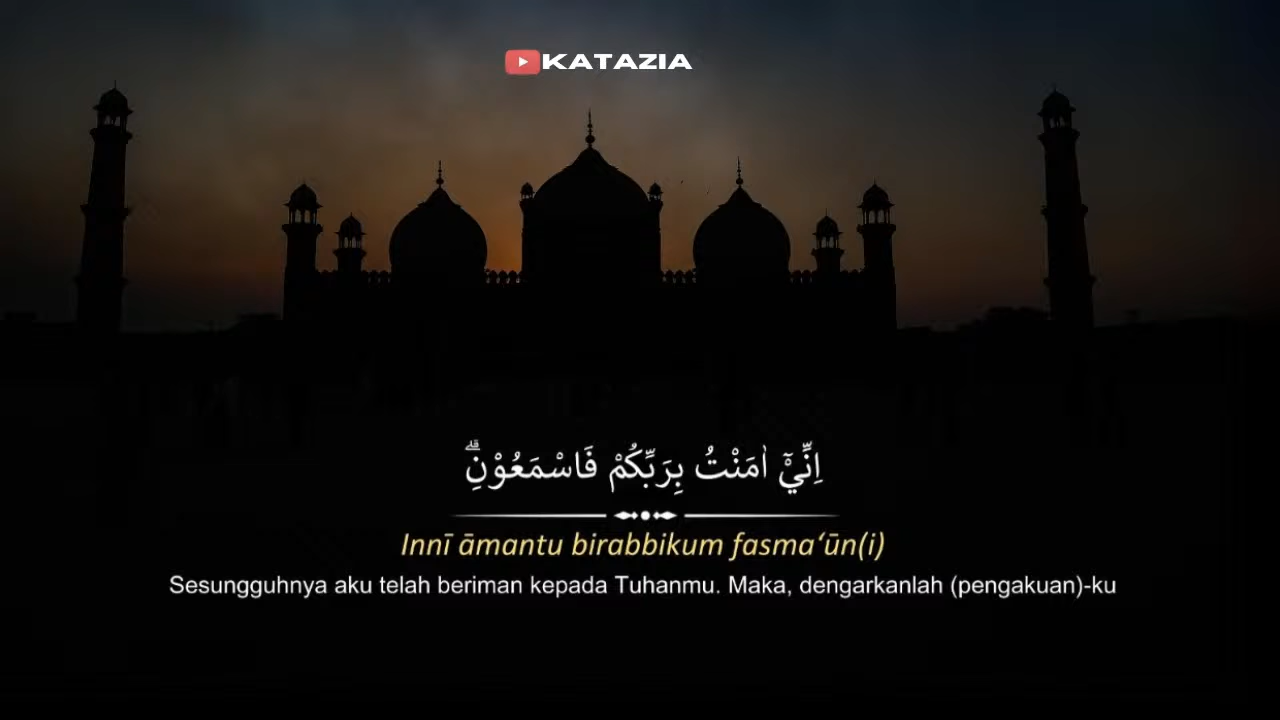 KATAZIA
اِنِّيْٓ اٰمَنْتُ بِرَبِّكُمْ فَاسْمَعُوْنِۗ
Innī āmantu birabbikum fasma‘ūn(i)
Sesungguhnya aku telah beriman kepada Tuhanmu. Maka, dengarkanlah (pengakuan)-ku